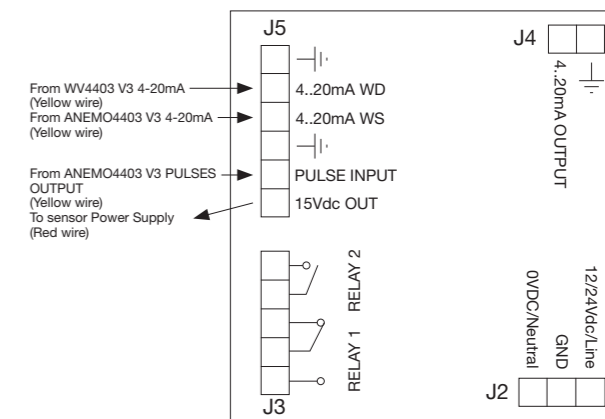 J5
J4
From WV4403 V3 4-20mA
(Yellow wire)
From ANEMO4403 V3 4-20mA
(Yellow wire)
From ANEMO4403 V3 PULSES
OUTPUT
(Yellow wire)
To sensor Power Supply
(Red wire)
4..20mA WD
4..20mA WS
PULSE INPUT
15Vdc OUT
4..20mA OUTPUT
RELAY 2
RELAY 1
J3
0VDC/Neutral
GND
12/24Vdc/Line
J2